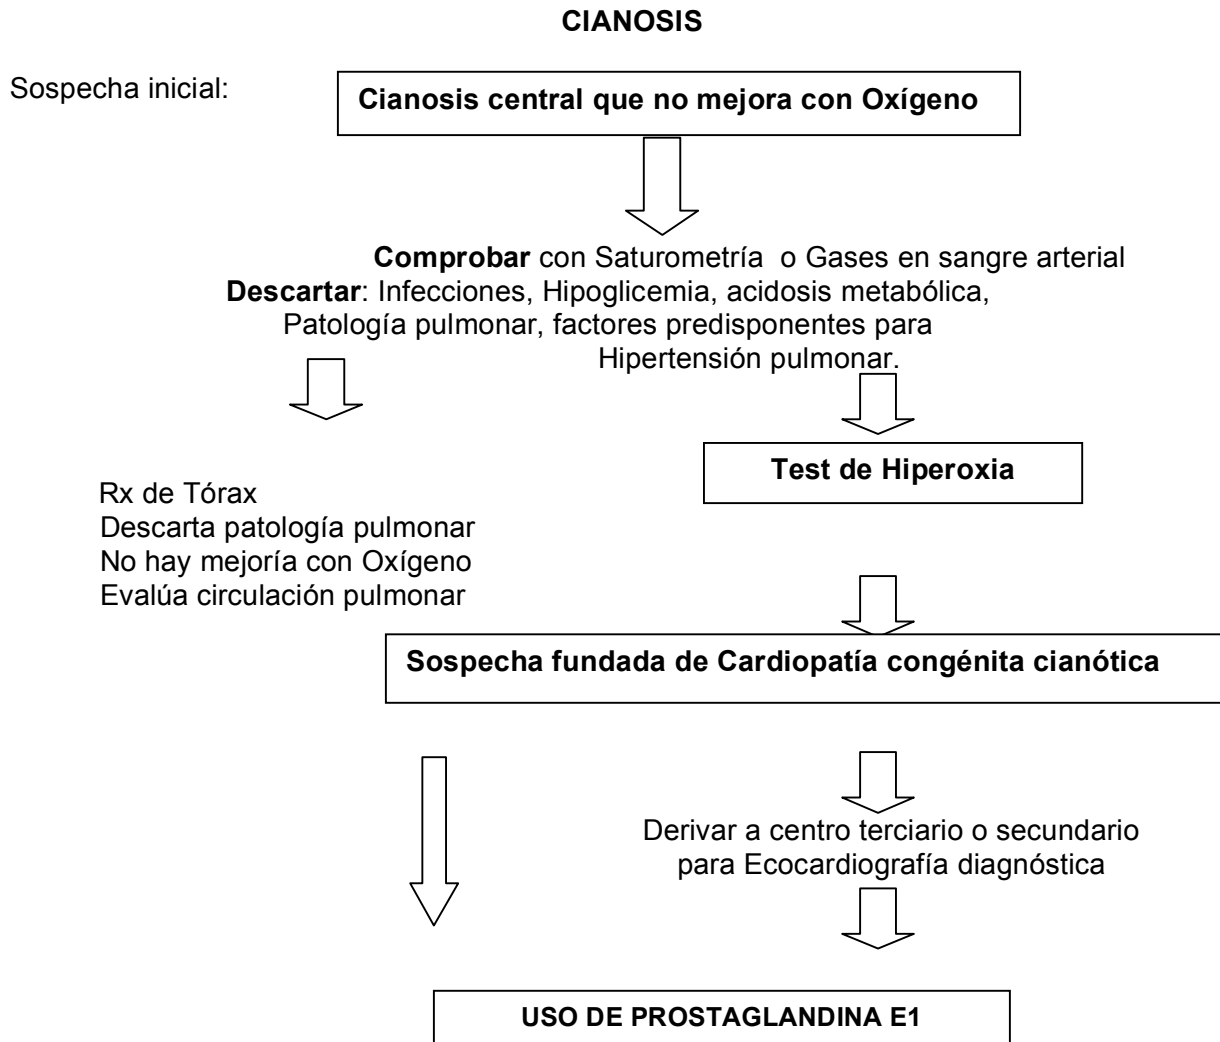 CIANOSIS
Sospecha inicial:
Cianosis central que no mejora con Oxígeno
Comprobar con Saturometría o Gases en sangre arterial
Descartar: Infecciones, Hipoglicemia, acidosis metabólica,
Patología pulmonar, factores predisponentes para
Hipertensión pulmonar.
Test de Hiperoxia
Rx de Tórax
Descarta patología pulmonar
No hay mejoría con Oxígeno
Evalúa circulación pulmonar
Sospecha fundada de Cardiopatía congénita cianótica
Derivar a centro terciario o secundario
para Ecocardiografía diagnóstica
USO DE PROSTAGLANDINA E1